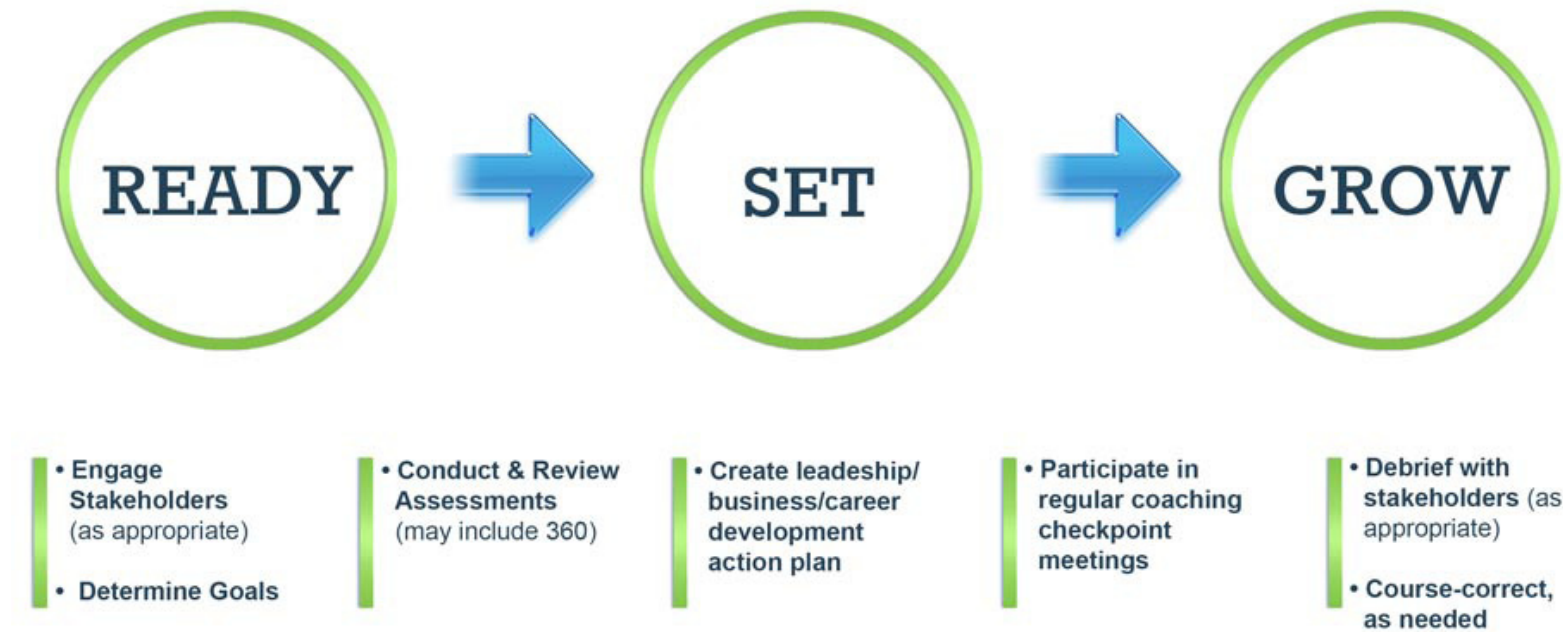 READY
SET
GROW
• Engage
Stakeholders
(as appropriate)
• Determine Goals
• Conduct & Review
Assessments
(may include 360)
• Create leadeship/
business/career
development
action plan
• Participate in
regular coaching
checkpoint
meetings
• Debrief with
stakeholders (as
appropriate)
• Course-correct,
as needed